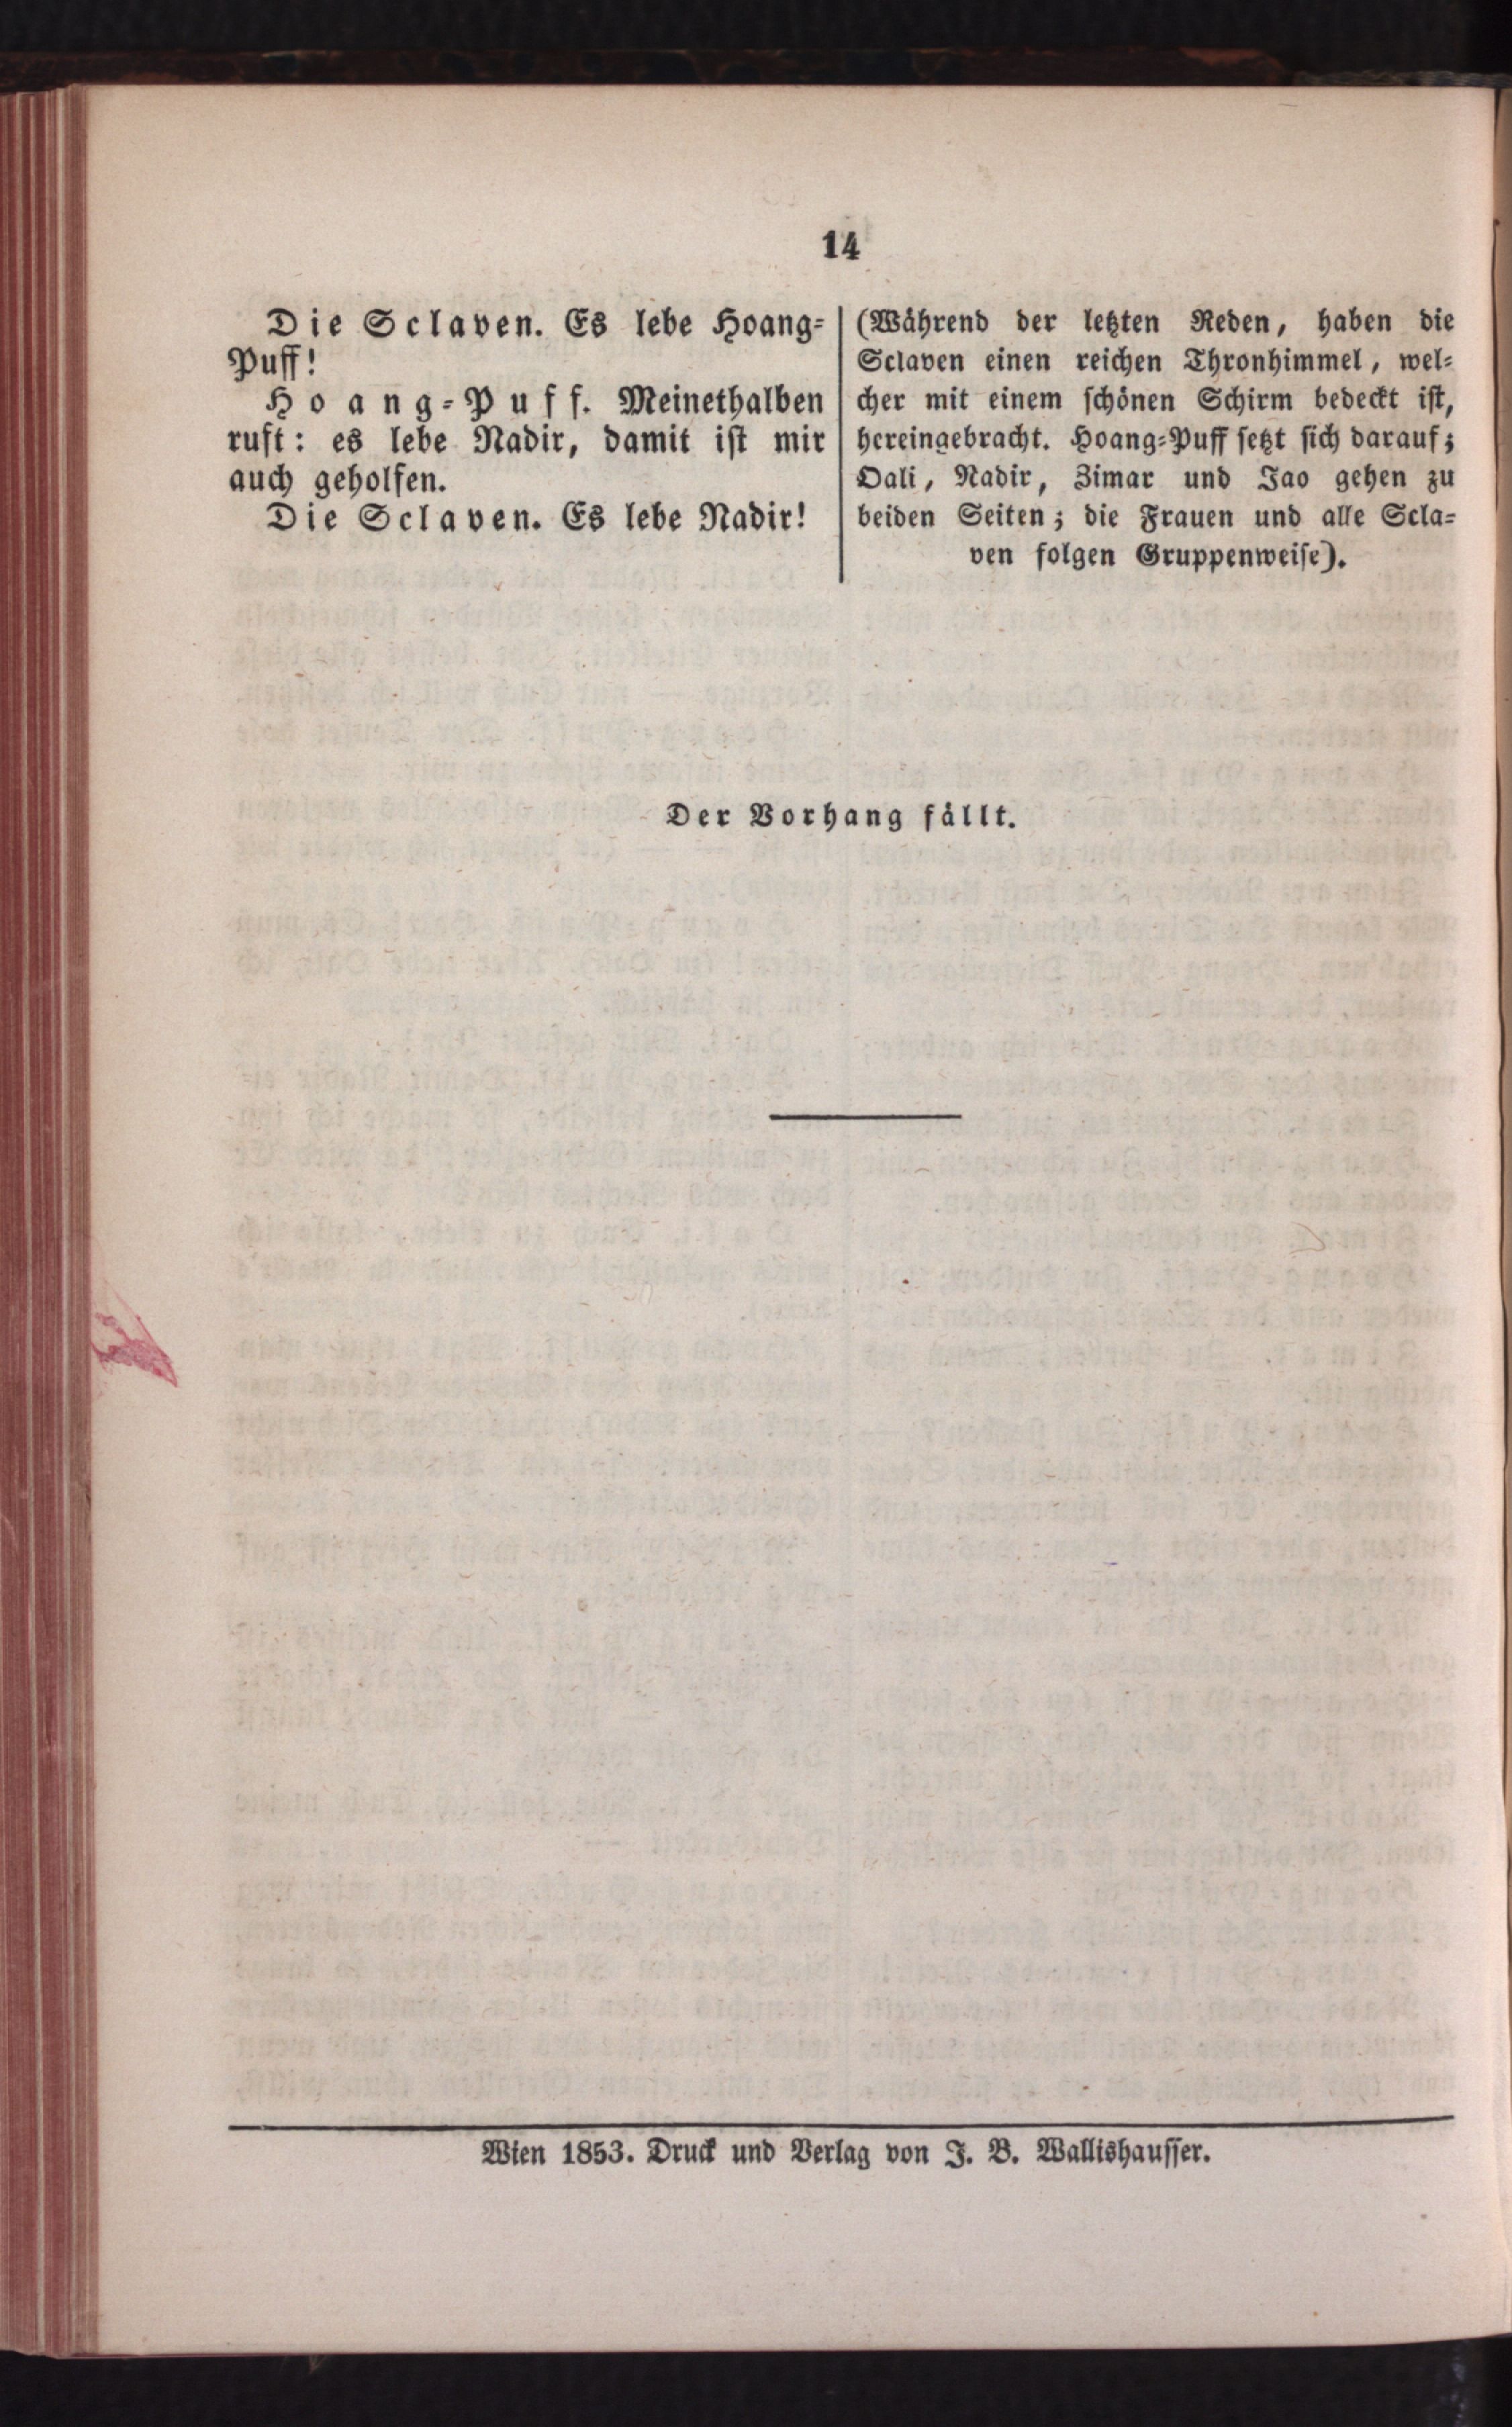 14
Die Sclaven. Es lebe Hoang-
Puff!
Hoang-Puff. Meinethalben
ruft: es lebe Nadir, damit ist mir
auch geholfen.
Die Sclaven. Es lebe Nadir!
(Während der letzten Reden, haben die
Sclaven einen reichen Thronhimmel, wel-
cher mit einem schönen Schirm bedeckt ist,
hereingebracht. Hoang-Puff setzt sich darauf;
Oali, Nadir, Zimar und Jao gehen zu
beiden Seiten; die Frauen und alle Scla-
ven folgen Gruppenweise).
Der Vorhang fällt.
Wien 1853. Druck und Verlag von J. B. Wallishausser.